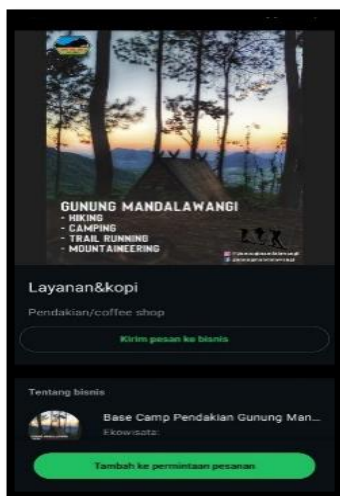 GUNUNG MANDALAWANGI
- HIKING
- CAMPING
- TRAIL RUNNING
- MOUNTAINEERING
Layanan&kopi
Pendakian/coffee shop
Kirim pesan ke bisnis
Tentang bisnis
Base Camp Pendakian Gunung Man...
Ekowisata:
Tambah ke permintaan pesanan